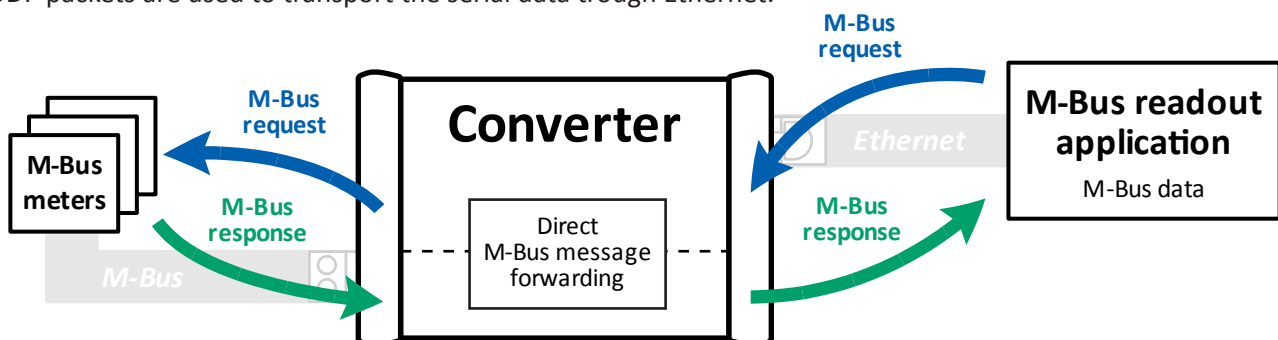 UDP packets are used to transport the serial data trough Ethernet.
M-Bus
request
M-Bus
request
Converter
M-Bus readout
application
M-Bus data
Ethernet
M-Bus
meters
M-Bus
response
Direct
M-Bus message
forwarding
M-Bus
response
M-Bus